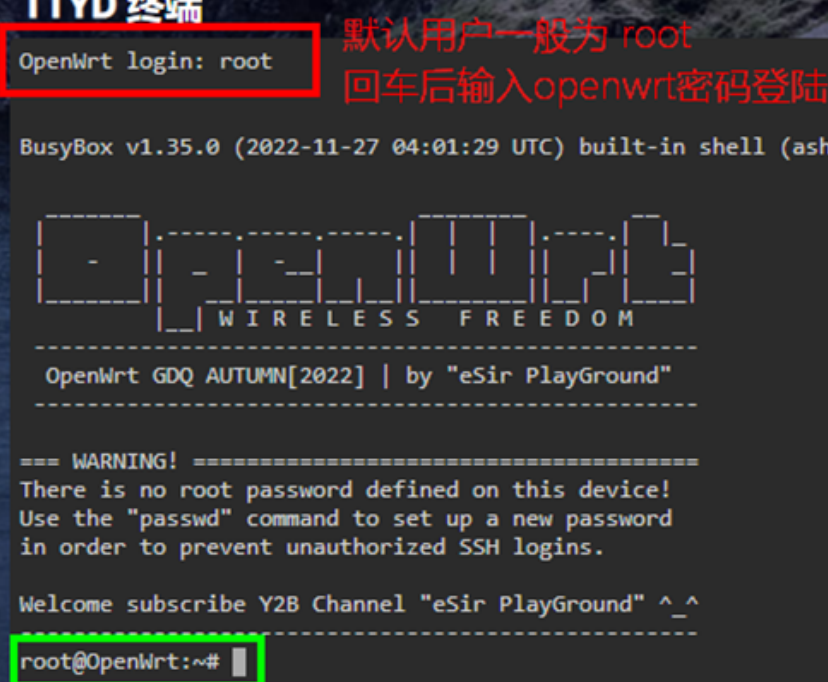 TTYD 终端
OpenWrt login: root
默认用户一般为 root
回车后输入openwrt密码登陆
BusyBox v1.35.0 (2022-11-27 04:01:29 UTC) built-in shell (ash
OpenWrt
W I R E L E S S F R E E D O M
-----------------------------------------------------
OpenWrt GDQ AUTUMN[2022] | by "eSir PlayGround"
-----------------------------------------------------
=== WARNING! =====================================
There is no root password defined on this device!
Use the "passwd" command to set up a new password
in order to prevent unauthorized SSH logins.
Welcome subscribe Y2B Channel "eSir PlayGround" ^_^
-----------------------------------------------------
root@OpenWrt:~#